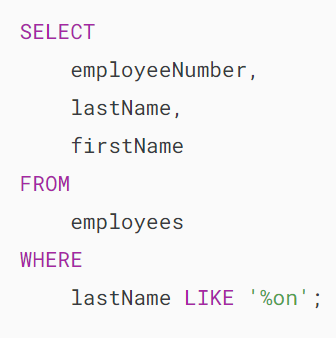 SELECT
    employeeNumber,
    lastName,
    firstName
FROM
    employees
WHERE
    lastName LIKE '%on';